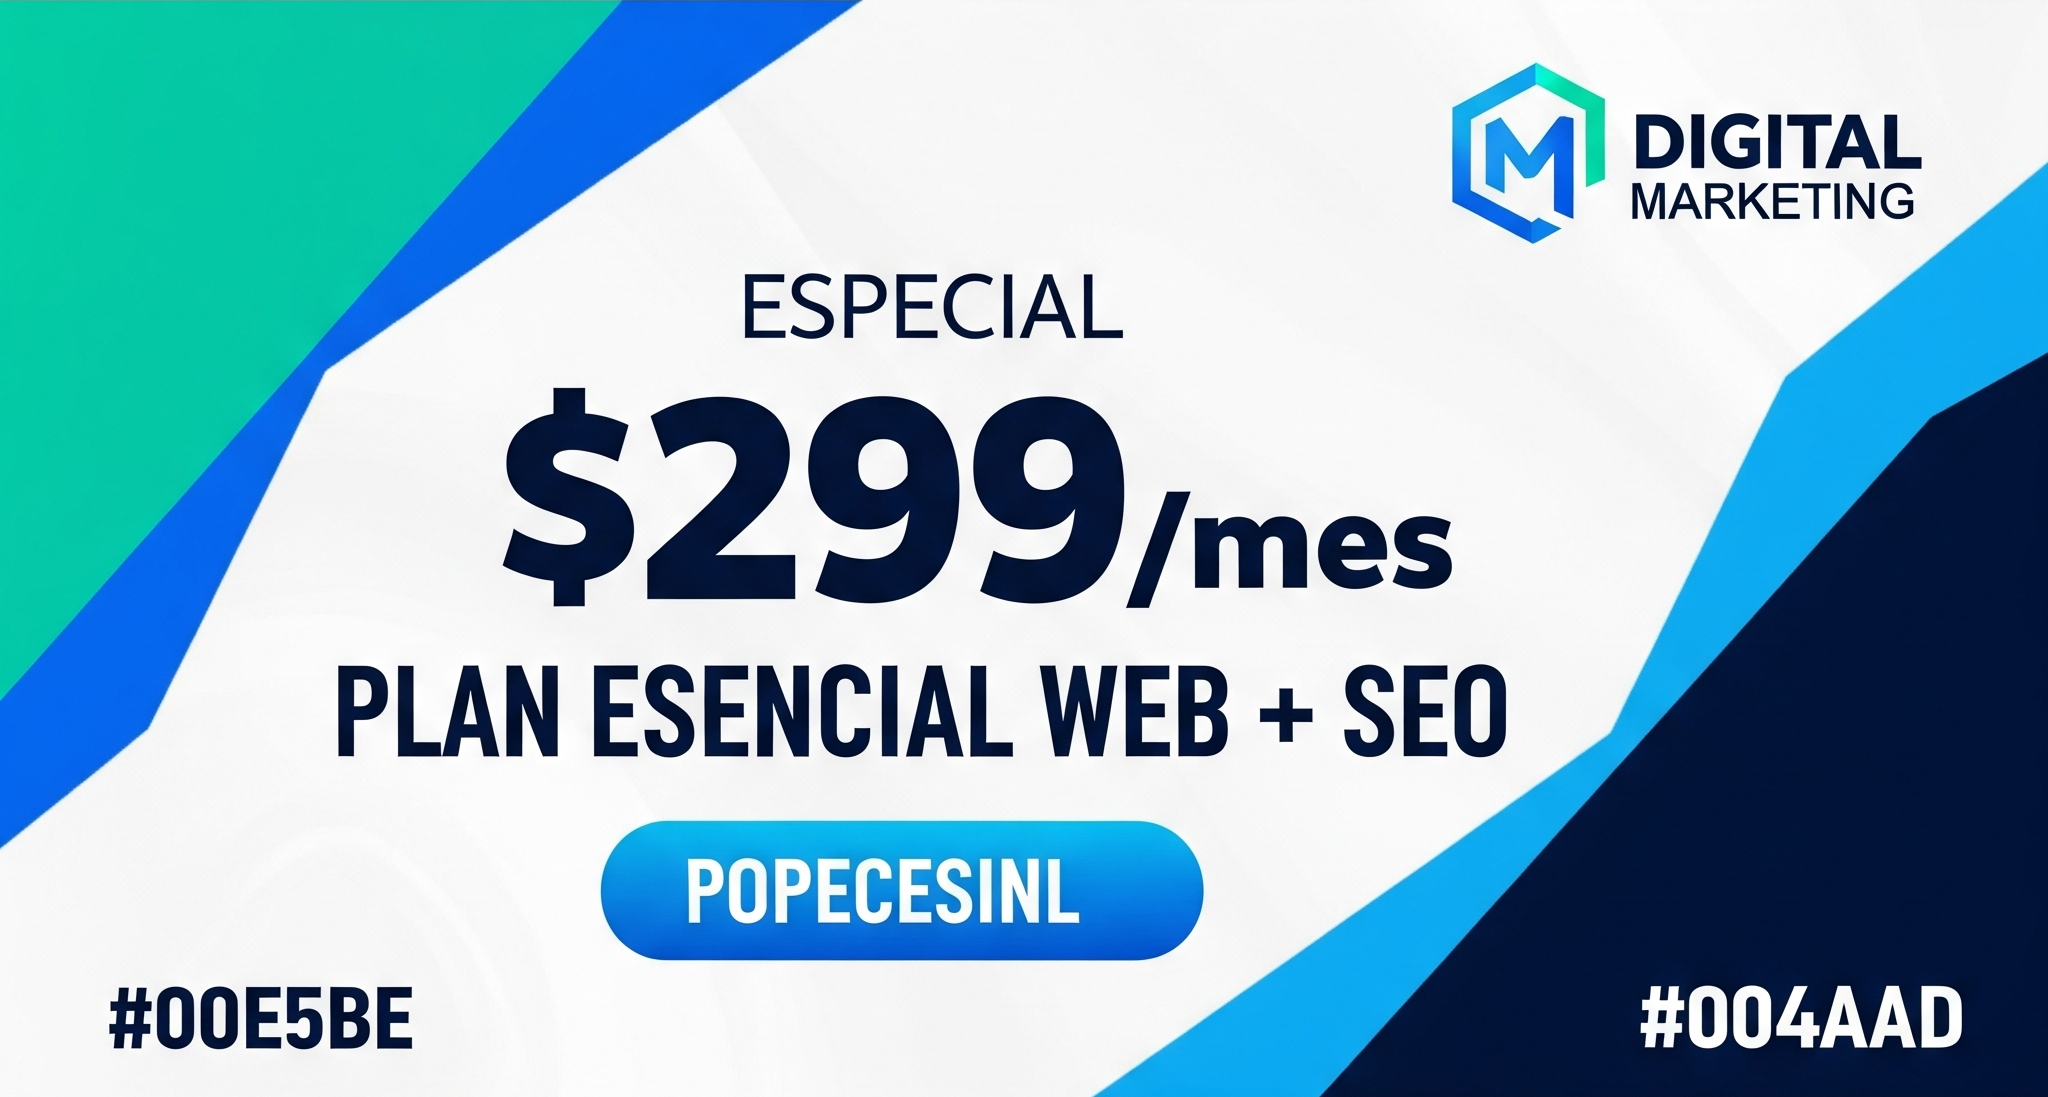 DIGITAL
MARKETING
ESPECIAL
$299/mes
PLAN ESENCIAL WEB + SEO
POPECESINL
#00E5BE
#004AAD